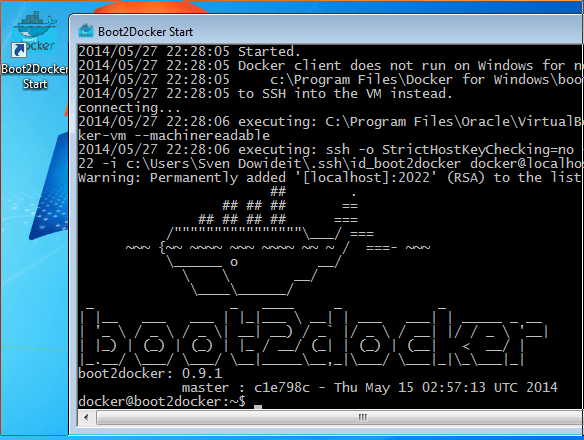 Boot2Docker Start
docker
Boot2Docker
Start
2014/05/27 22:28:05 Started.
2014/05/27 22:28:05 Docker client does not run on Windows for n
2014/05/27 22:28:05     c:\Program Files\Docker for Windows\boo
2014/05/27 22:28:05 to SSH into the VM instead.
connecting...
2014/05/27 22:28:06 executing: C:\Program Files\Oracle\VirtualB
ker-vm --machinereadable
2014/05/27 22:28:06 executing: ssh -o StrictHostKeyChecking=no
22 -i c:\Users\Sven Dowideit\.ssh\id_boot2docker docker@localho
Warning: Permanently added '[localhost]:2022' (RSA) to the list
boot2docker
boot2docker: 0.9.1
master : c1e798c - Thu May 15 02:57:13 UTC 2014
docker@boot2docker:~$